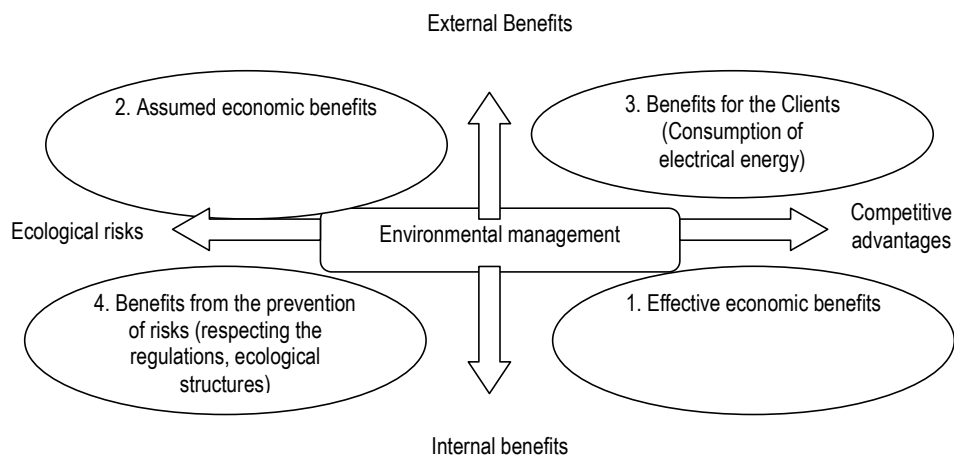 External Benefits
2. Assumed economic benefits
3. Benefits for the Clients
(Consumption of
electrical energy)
Ecological risks
Environmental management
Competitive
advantages
4. Benefits from the prevention
of risks (respecting the
regulations, ecological
structures)
1. Effective economic benefits
Internal benefits